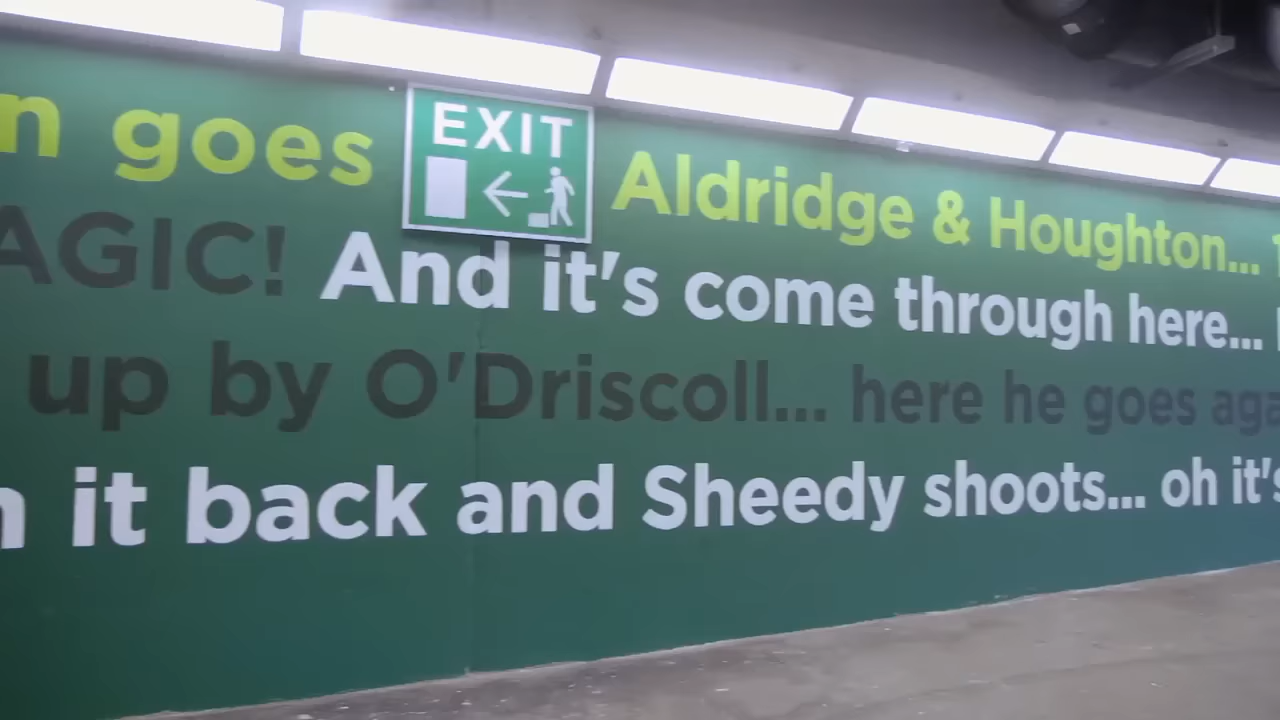 n goes EXIT Aldridge & Houghton...
AGIC! And it's come through here...
up by O'Driscoll... here he goes aga
it back and Sheedy shoots... oh it's